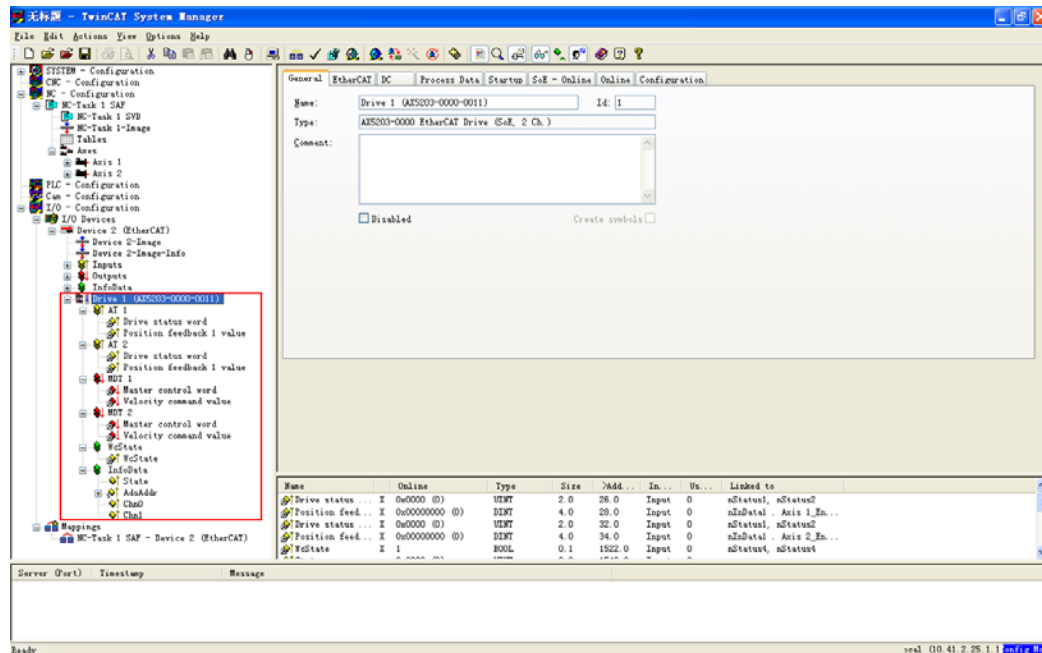 无标题 - TwinCAT System Manager
File Edit Actions View Options Help
SYSTEM - Configuration
CNC - Configuration
NC - Configuration
NC-Task 1 SAF
NC-Task 1 SVB
NC-Task 1-Image
Tables
Axes
Axis 1
Axis 2
PLC - Configuration
Cam - Configuration
I/O - Configuration
I/O Devices
Device 2 (EtherCAT)
Device 2-Image
Device 2-Image-Info
Inputs
Outputs
InfoData
Drive 1 (AX5203-0000-0011)
AT 1
Drive status word
Position feedback 1 value
AT 2
Drive status word
Position feedback 1 value
MDT 1
Master control word
Velocity command value
MDT 2
Master control word
Velocity command value
WcState
WcState
InfoData
State
AdsAddr
Chn0
Chn1
Mappings
NC-Task 1 SAF - Device 2 (EtherCAT)
General EtherCAT DC Process Data Startup SoE - Online Online Configuration
Name: Drive 1 (AX5203-0000-0011) Id: 1
Type: AX5203-0000 EtherCAT Drive (SoE, 2 Ch.)
Comment:
Disabled Create symbols
Name Online Type Size >Add... In... Us... Linked to
Drive status ... X 0x0000 (0) UINT 2.0 26.0 Input 0 nStatus1, nStatus2
Position feed... X 0x00000000 (0) DINT 4.0 28.0 Input 0 nInData1 . Axis 1_En...
Drive status ... X 0x0000 (0) UINT 2.0 32.0 Input 0 nStatus1, nStatus2
Position feed... X 0x00000000 (0) DINT 4.0 34.0 Input 0 nInData1 . Axis 2_En...
WcState X 1 BOOL 0.1 1522.0 Input 0 nStatus4, nStatus4
Server (Port) Timestamp Message
Ready (10.41.2.25.1.1